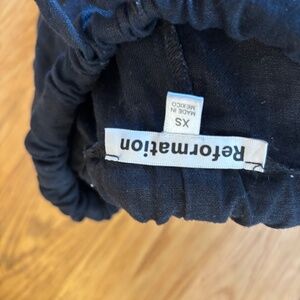 Reformation
XS
MADE IN
MEXICO